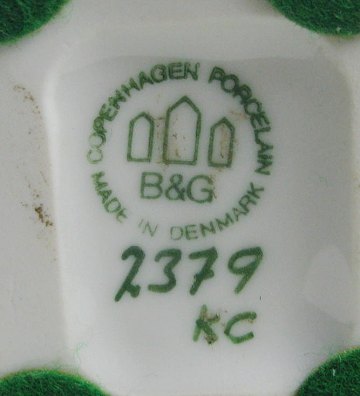 COPENHAGEN PORCELAIN
B&G
MADE IN DENMARK
2379
KC